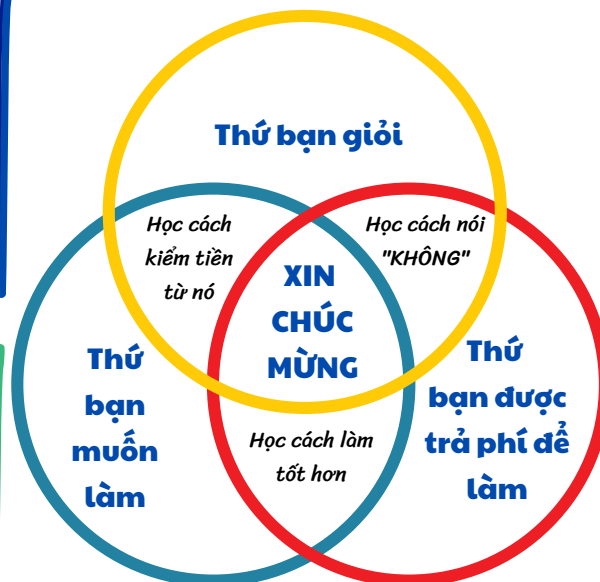 Thứ bạn giỏi
Học cách
kiểm tiền
từ nó
Học cách nói
"KHÔNG"
XIN
CHÚC
MỪNG
Thứ
bạn
muốn
làm
Thứ
bạn được
trả phí để
làm
Học cách làm
tốt hơn